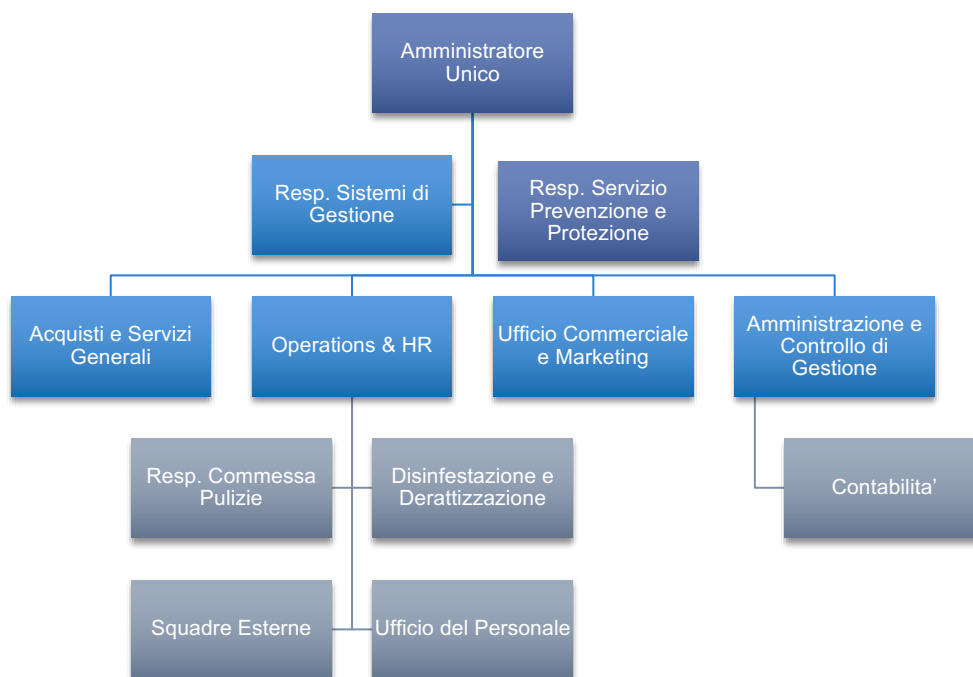 Amministratore
Unico
Resp. Sistemi di
Gestione
Resp. Servizio
Prevenzione e
Protezione
Acquisti e Servizi
Generali
Operations & HR
Ufficio Commerciale
e Marketing
Amministrazione e
Controllo di
Gestione
Resp. Commessa
Pulizie
Disinfestazione e
Derattizzazione
Contabilita’
Squadre Esterne
Ufficio del Personale